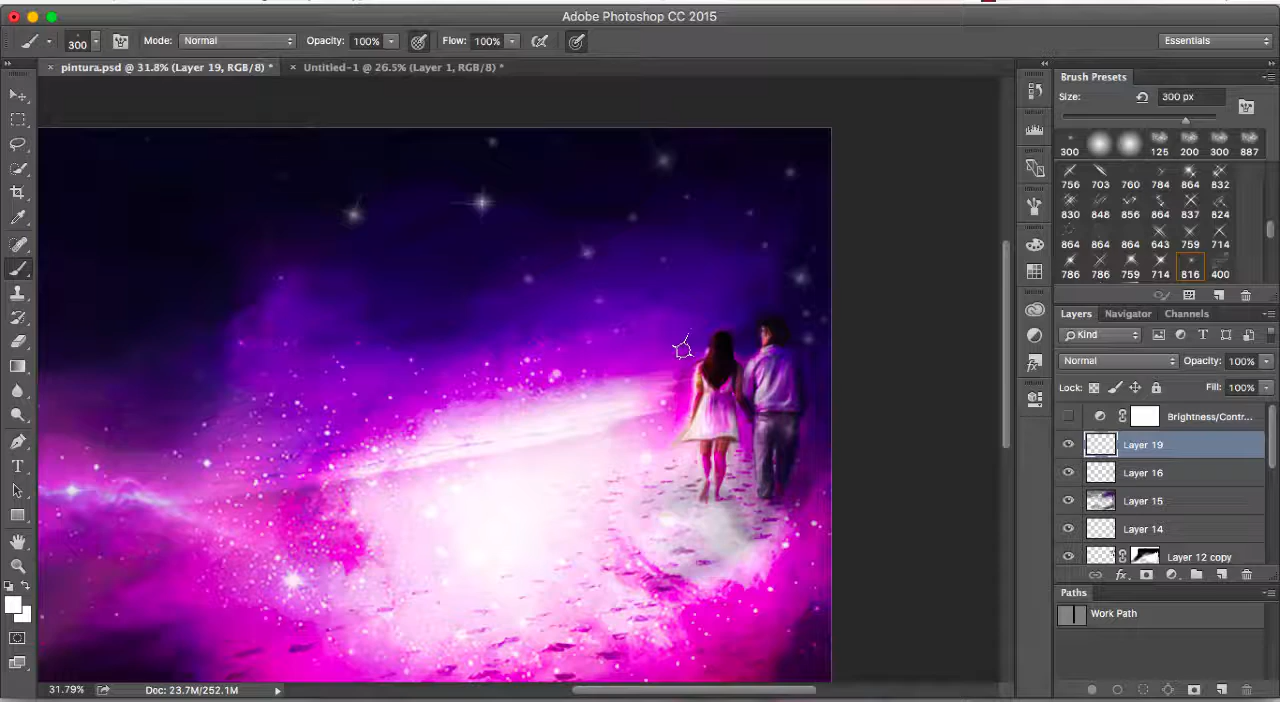 Adobe Photoshop CC 2015
300 Mode: Normal Opacity: 100% Flow: 100% Essentials
× pintura.psd @ 31.8% (Layer 19, RGB/8) * × Untitled-1 @ 26.5% (Layer 1, RGB/8) *
Brush Presets
Size: 300 px
300 125 200 300 887
756 703 760 784 864 832
830 848 856 864 837 824
864 864 864 643 759 714
786 786 759 714 816 400
Layers Navigator Channels
Kind
Normal Opacity: 100%
Lock: Fill: 100%
Brightness/Contr...
Layer 19
Layer 16
Layer 15
Layer 14
Layer 12 copy
fx
Paths
Work Path
31.79% Doc: 23.7M/252.1M